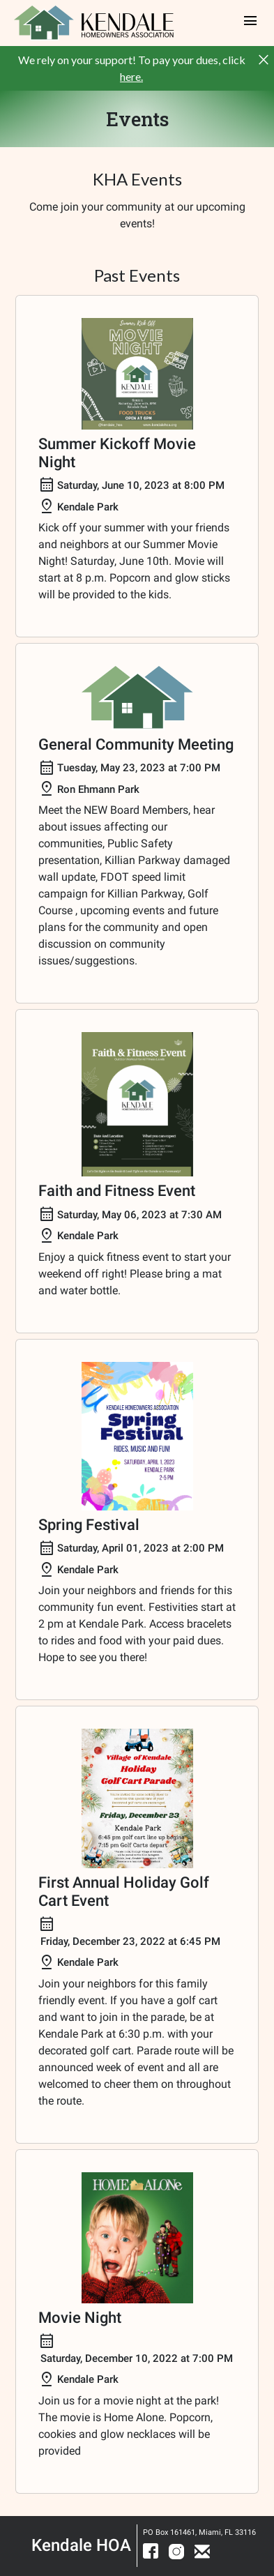 KENDALE
HOMEOWNERS ASSOCIATION
We rely on your support! To pay your dues, click
here.
Events
KHA Events
Come join your community at our upcoming
events!
Past Events
Summer Kick Off
MOVIE
NIGHT
KENDALE
FOOD TRUCKS
OPEN AT 6PM
Summer Kickoff Movie
Night
Saturday, June 10, 2023 at 8:00 PM
Kendale Park
Kick off your summer with your friends
and neighbors at our Summer Movie
Night! Saturday, June 10th. Movie will
start at 8 p.m. Popcorn and glow sticks
will be provided to the kids.
General Community Meeting
Tuesday, May 23, 2023 at 7:00 PM
Ron Ehmann Park
Meet the NEW Board Members, hear
about issues affecting our
communities, Public Safety
presentation, Killian Parkway damaged
wall update, FDOT speed limit
campaign for Killian Parkway, Golf
Course , upcoming events and future
plans for the community and open
discussion on community
issues/suggestions.
Faith & Fitness Event
KENDALE
Date And Location
What you can expect
Faith and Fitness Event
Saturday, May 06, 2023 at 7:30 AM
Kendale Park
Enjoy a quick fitness event to start your
weekend off right! Please bring a mat
and water bottle.
KENDALE HOMEOWNERS ASSOCIATION
Spring
Festival
RIDES, MUSIC AND FUN!
SATURDAY, APRIL 1, 2023
KENDALE PARK
2-5 PM
Spring Festival
Saturday, April 01, 2023 at 2:00 PM
Kendale Park
Join your neighbors and friends for this
community fun event. Festivities start at
2 pm at Kendale Park. Access bracelets
to rides and food with your paid dues.
Hope to see you there!
Village of Kendale
Holiday
Golf Cart Parade
Friday, December 23
Kendale Park
6:45 pm golf cart line up begins
7:15 pm Golf Carts depart
First Annual Holiday Golf
Cart Event
Friday, December 23, 2022 at 6:45 PM
Kendale Park
Join your neighbors for this family
friendly event. If you have a golf cart
and want to join in the parade, be at
Kendale Park at 6:30 p.m. with your
decorated golf cart. Parade route will be
announced week of event and all are
welcomed to cheer them on throughout
the route.
HOME ALONe
Movie Night
Saturday, December 10, 2022 at 7:00 PM
Kendale Park
Join us for a movie night at the park!
The movie is Home Alone. Popcorn,
cookies and glow necklaces will be
provided
Kendale HOA
PO Box 161461, Miami, FL 33116